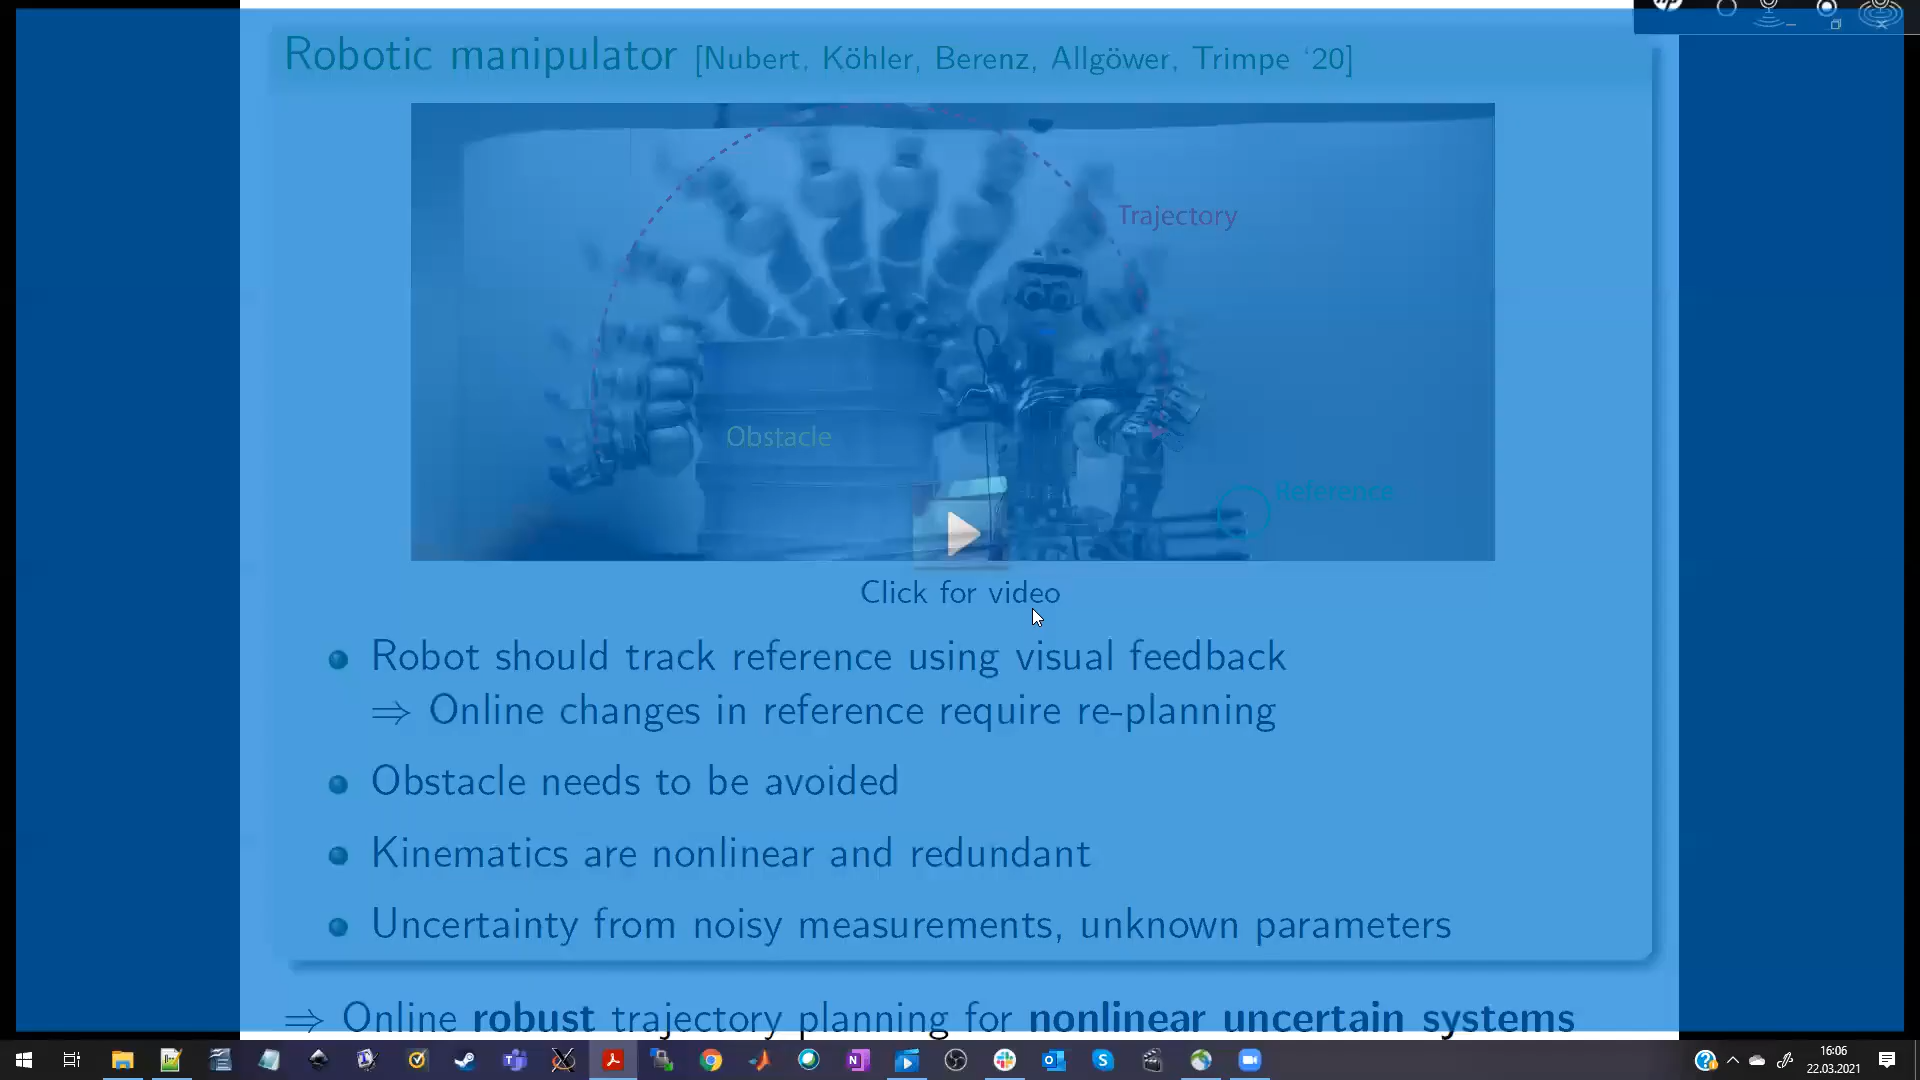 Robotic manipulator [Nubert, Köhler, Berenz, Allgöwer, Trimpe ‘20]
Trajectory
Obstacle
Reference
Click for video
Robot should track reference using visual feedback
⇒ Online changes in reference require re-planning
Obstacle needs to be avoided
Kinematics are nonlinear and redundant
Uncertainty from noisy measurements, unknown parameters
⇒ Online robust trajectory planning for nonlinear uncertain systems
16:06
22.03.2021